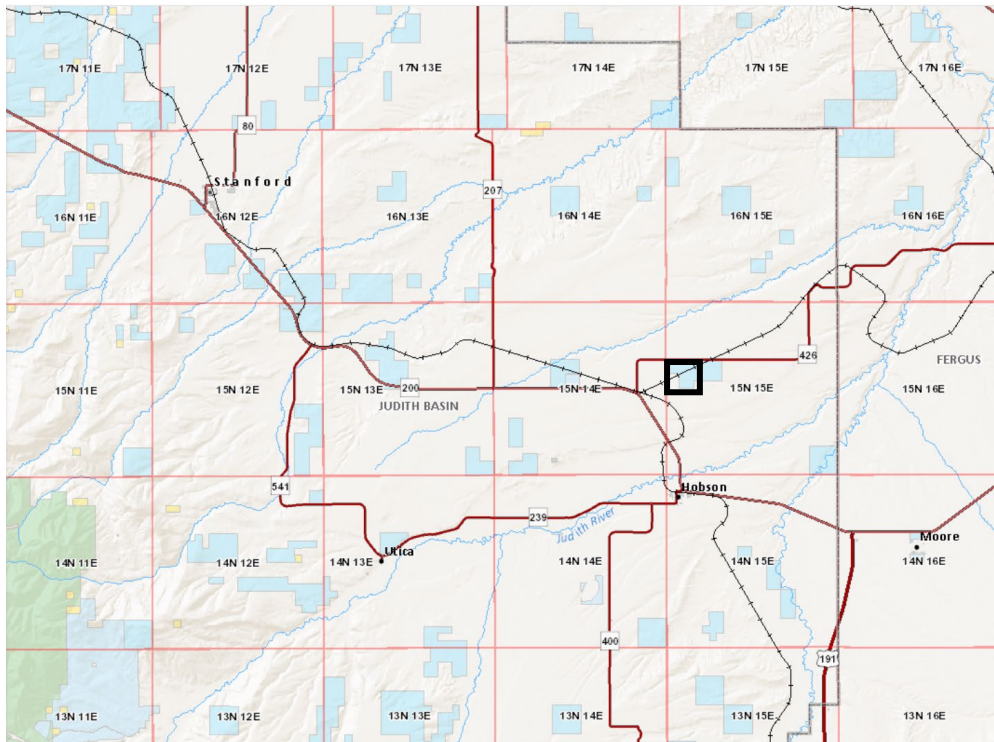 17N 11E
17N 12E
17N 13E
17N 14E
17N 15E
17N 16E
80
Stanford
207
16N 12E
16N 13E
16N 14E
16N 15E
16N 16E
426
FERGUS
15N 11E
15N 12E
15N 13E
200
15N 14E
15N 15E
15N 16E
JUDITH BASIN
541
Hobson
239
Judith River
Utica
Moore
14N 11E
14N 12E
14N 13E
14N 14E
14N 15E
14N 16E
400
191
13N 11E
13N 12E
13N 13E
13N 14E
13N 15E
13N 16E
16N 11E